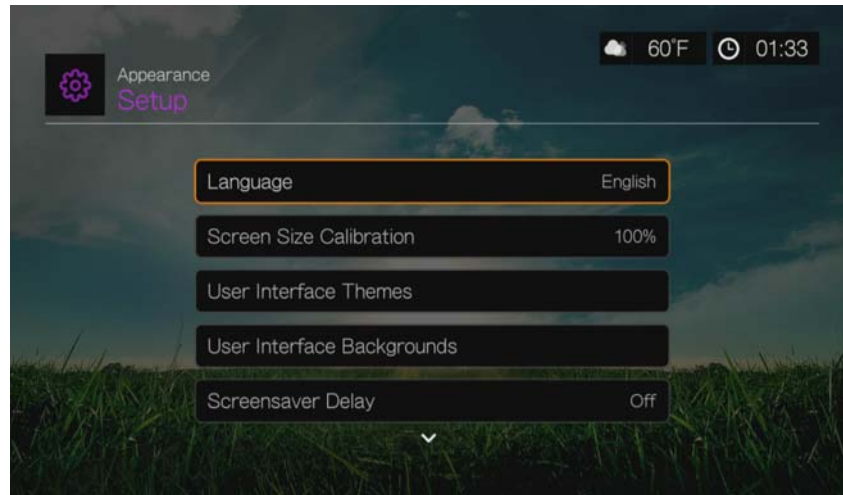 60°F 01:33
Appearance
Setup
Language English
Screen Size Calibration 100%
User Interface Themes
User Interface Backgrounds
Screensaver Delay Off